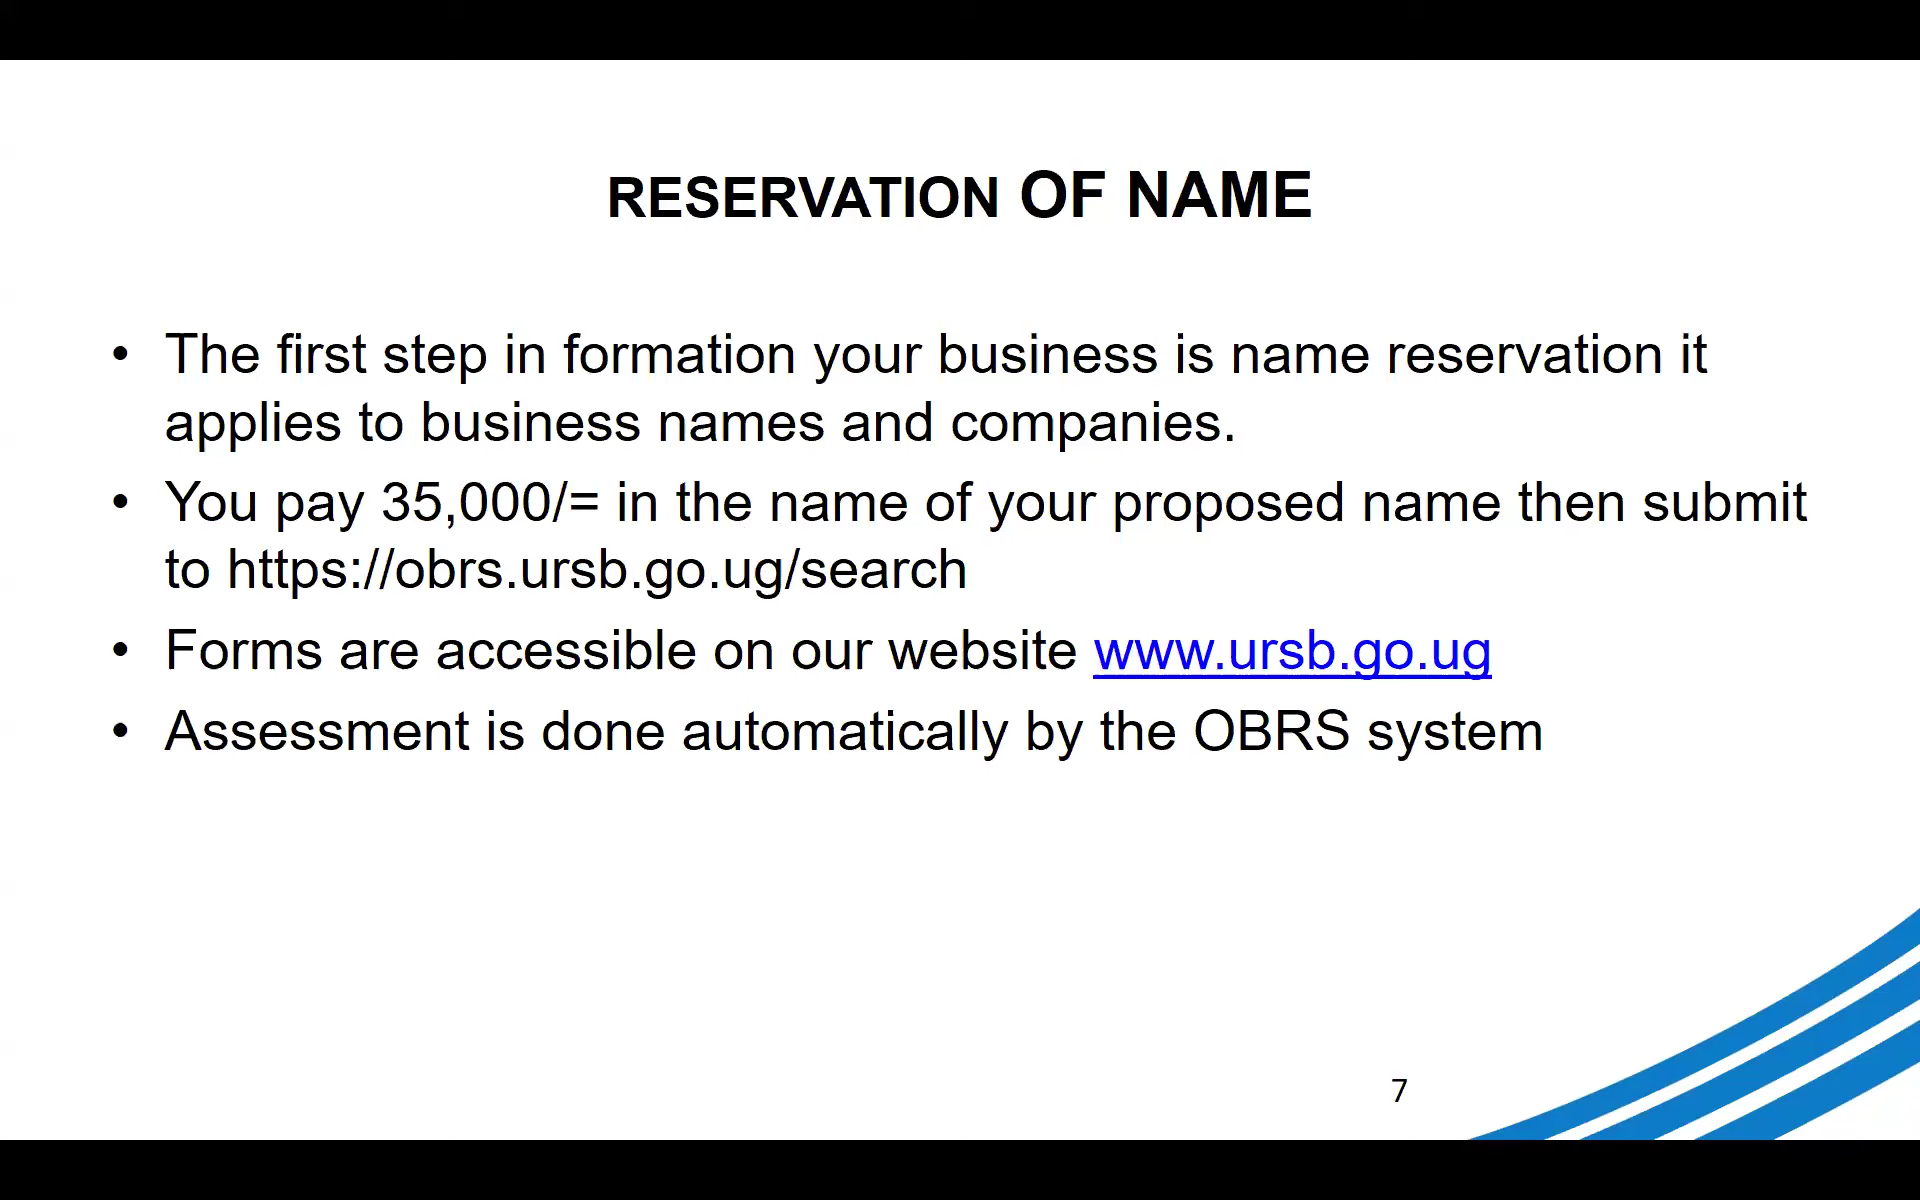 RESERVATION OF NAME
• The first step in formation your business is name reservation it
applies to business names and companies.
• You pay 35,000/= in the name of your proposed name then submit
to https://obrs.ursb.go.ug/search
• Forms are accessible on our website www.ursb.go.ug
• Assessment is done automatically by the OBRS system
7